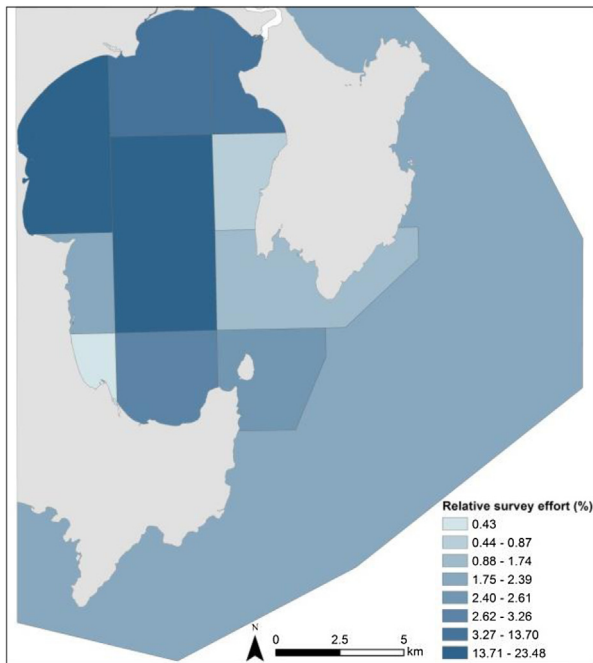 Relative survey effort (%)
0.43
0.44 - 0.87
0.88 - 1.74
1.75 - 2.39
2.40 - 2.61
2.62 - 3.26
3.27 - 13.70
13.71 - 23.48
N
0 2.5 5
km